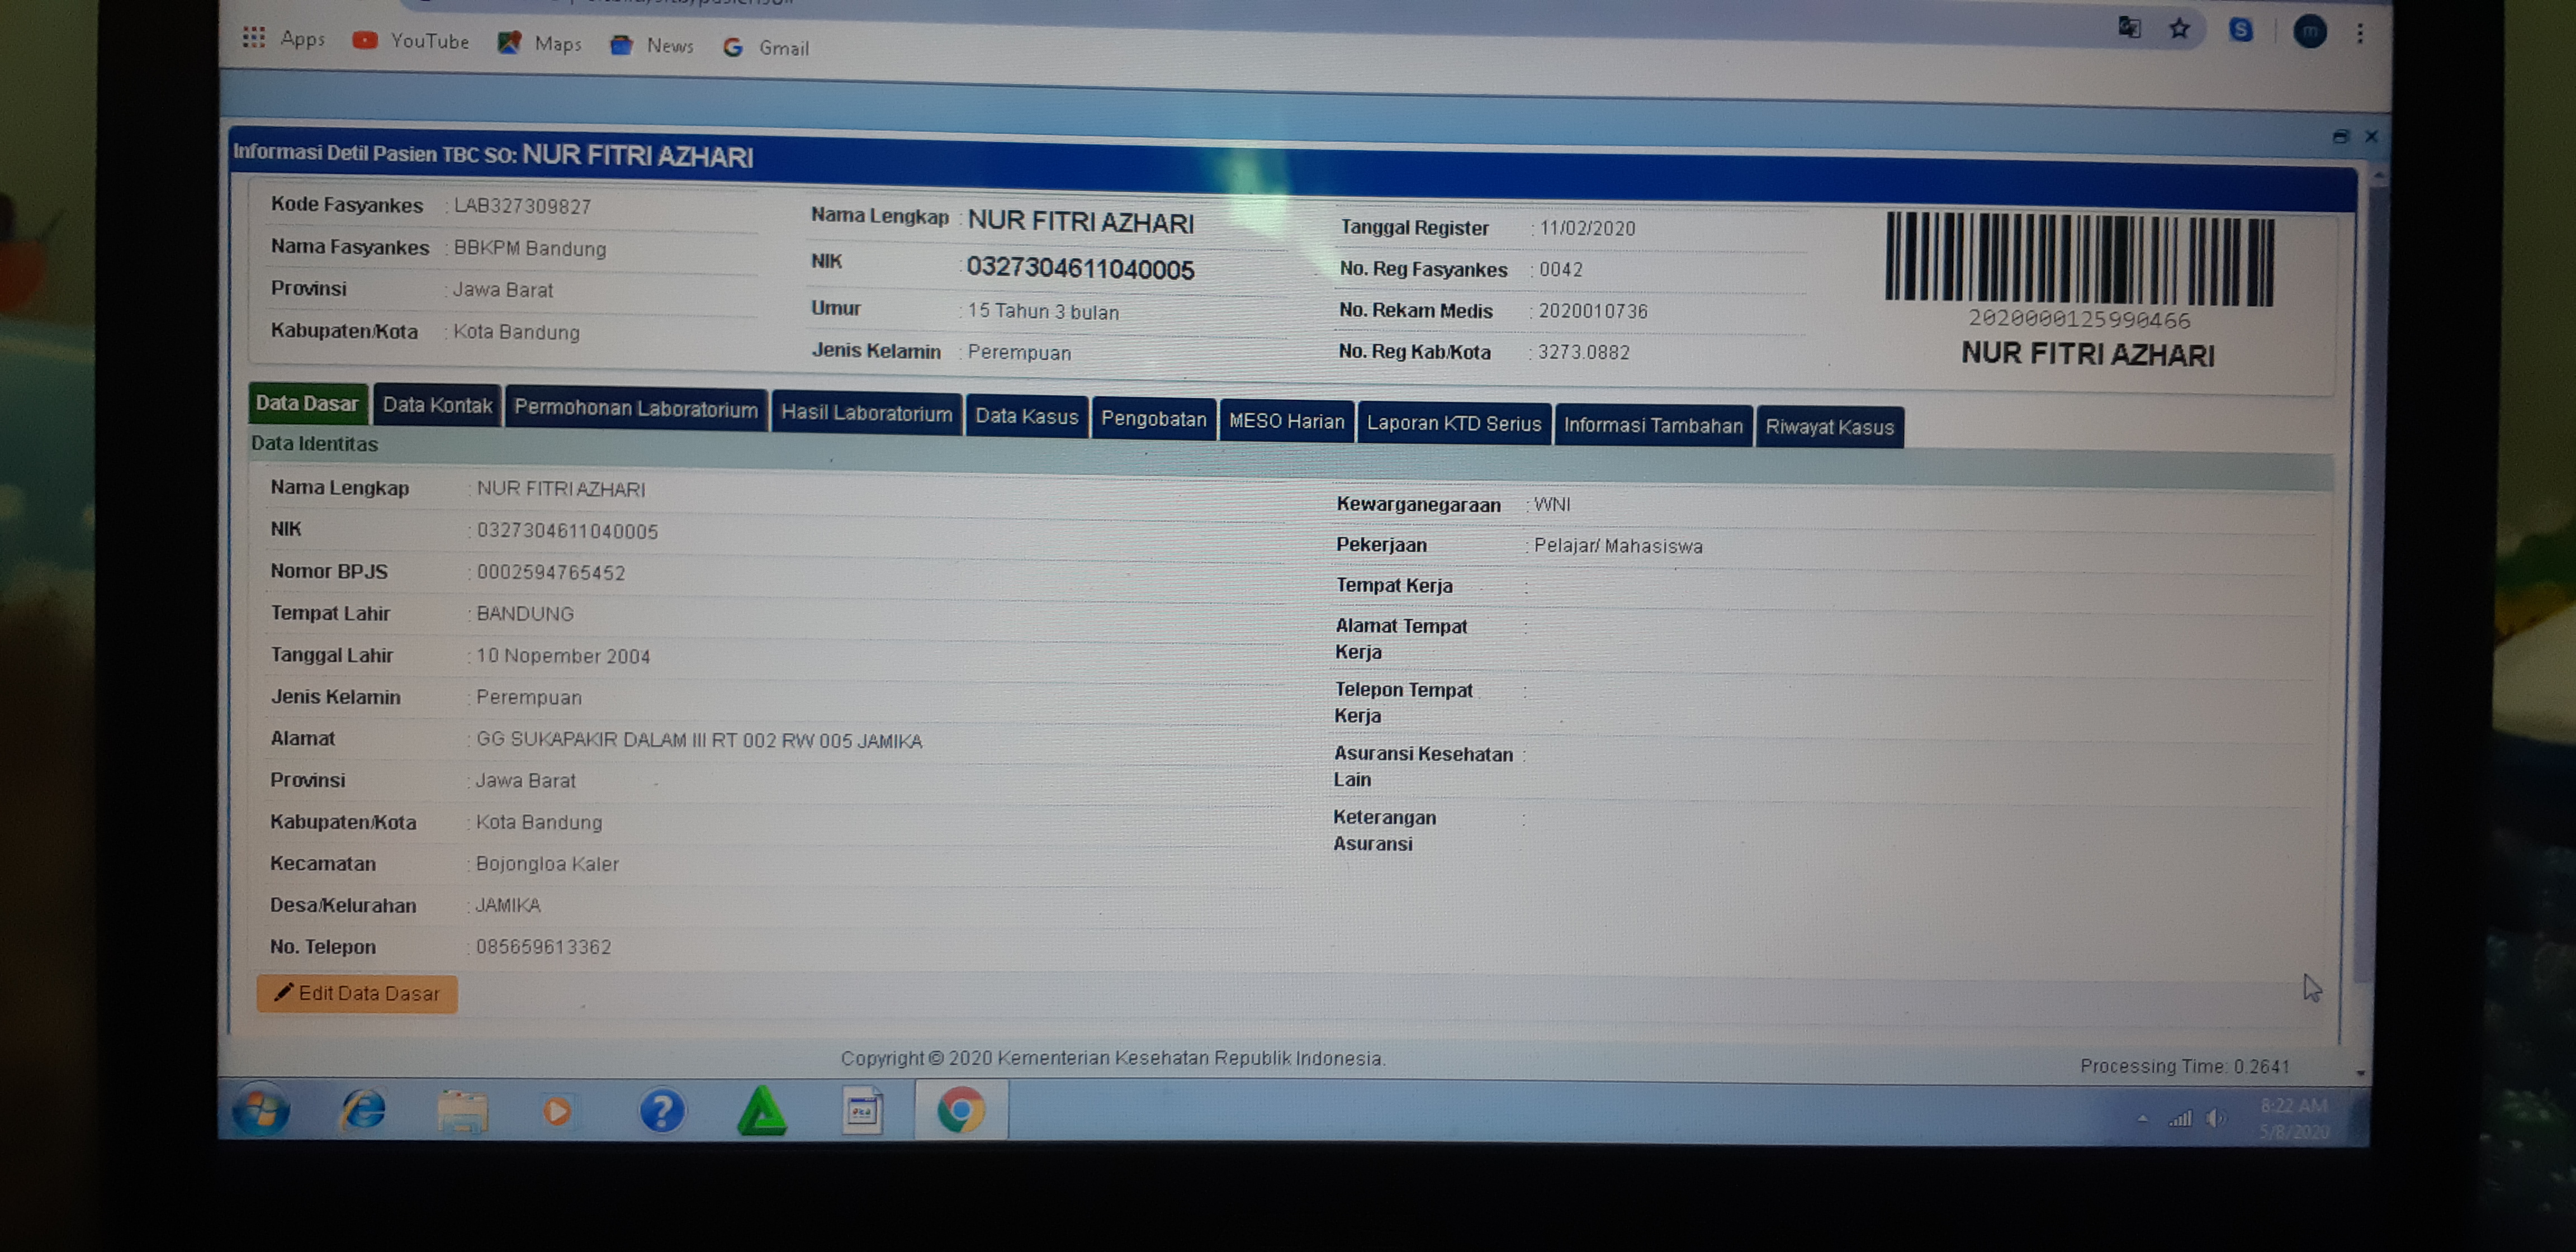 Apps YouTube Maps News Gmail
Informasi Detil Pasien TBC SO: NUR FITRI AZHARI
Kode Fasyankes : LAB327309827
Nama Fasyankes : BBKPM Bandung
Provinsi : Jawa Barat
Kabupaten/Kota : Kota Bandung
Nama Lengkap : NUR FITRI AZHARI
NIK : 0327304611040005
Umur : 15 Tahun 3 bulan
Jenis Kelamin : Perempuan
Tanggal Register : 11/02/2020
No. Reg Fasyankes : 0042
No. Rekam Medis : 2020010736
No. Reg Kab/Kota : 3273.0882
2020000125990466
NUR FITRI AZHARI
Data Dasar Data Kontak Permohonan Laboratorium Hasil Laboratorium Data Kasus Pengobatan MESO Harian Laporan KTD Serius Informasi Tambahan Riwayat Kasus
Data Identitas
Nama Lengkap : NUR FITRI AZHARI
NIK : 0327304611040005
Nomor BPJS : 0002594765452
Tempat Lahir : BANDUNG
Tanggal Lahir : 10 Nopember 2004
Jenis Kelamin : Perempuan
Alamat : GG SUKAPAKIR DALAM III RT 002 RW 005 JAMIKA
Provinsi : Jawa Barat
Kabupaten/Kota : Kota Bandung
Kecamatan : Bojongloa Kaler
Desa/Kelurahan : JAMIKA
No. Telepon : 085659613362
Kewarganegaraan : WNI
Pekerjaan : Pelajar/ Mahasiswa
Tempat Kerja :
Alamat Tempat :
Kerja
Telepon Tempat :
Kerja
Asuransi Kesehatan :
Lain
Keterangan :
Asuransi
Edit Data Dasar
Copyright © 2020 Kementerian Kesehatan Republik Indonesia.
Processing Time: 0.2641
8:22 AM
5/8/2020